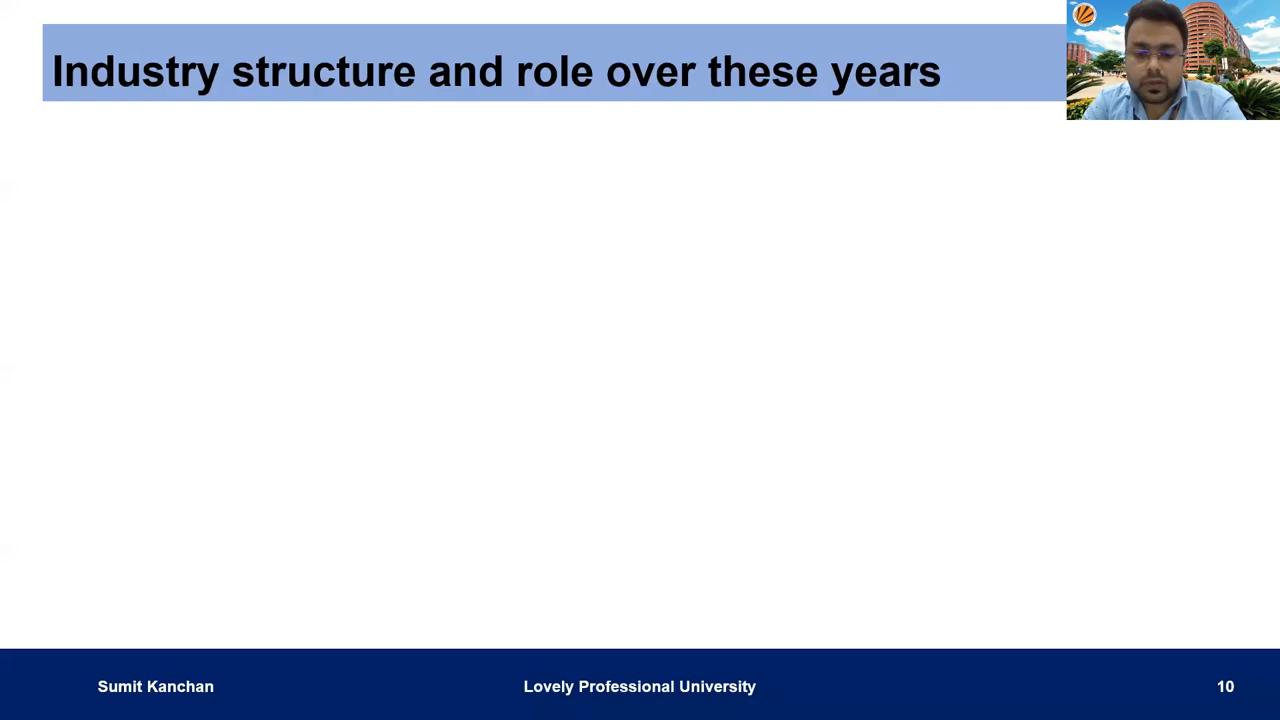 Industry structure and role over these years
Sumit Kanchan
Lovely Professional University
10